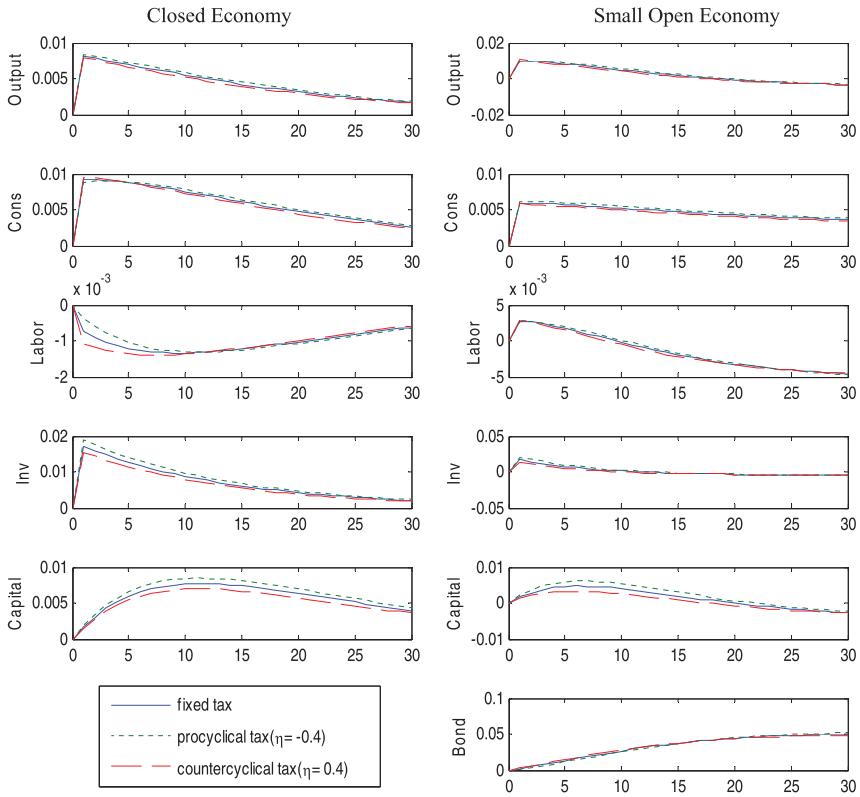 Closed Economy
Small Open Economy
0.01
0.005
0
Output
0 5 10 15 20 25 30
0.02
0
-0.02
Output
0 5 10 15 20 25 30
0.01
0.005
0
Cons
0 5 10 15 20 25 30
0.01
0.005
0
Cons
0 5 10 15 20 25 30
x 10⁻³
0
-1
-2
Labor
0 5 10 15 20 25 30
x 10⁻³
5
0
-5
Labor
0 5 10 15 20 25 30
0.02
0.01
0
Inv
0 5 10 15 20 25 30
0.05
0
-0.05
Inv
0 5 10 15 20 25 30
0.01
0.005
0
Capital
0 5 10 15 20 25 30
0.01
0
-0.01
Capital
0 5 10 15 20 25 30
fixed tax
procyclical tax(η= -0.4)
countercyclical tax(η= 0.4)
0.1
0.05
0
Bond
0 5 10 15 20 25 30